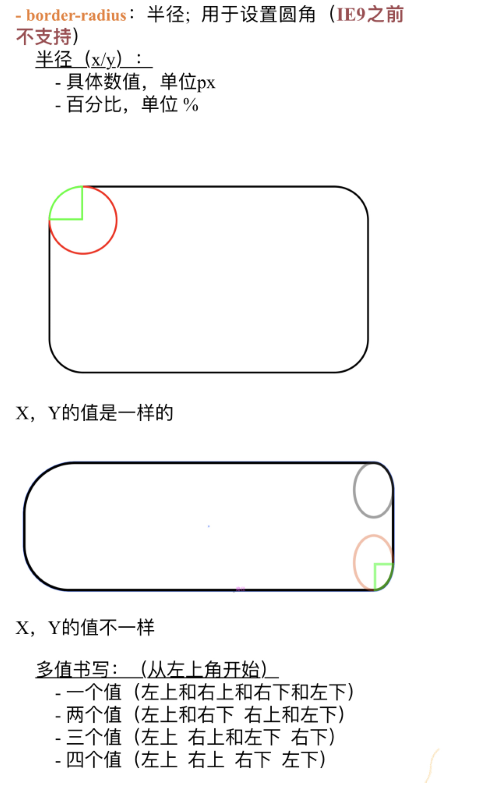 - border-radius：半径; 用于设置圆角（IE9之前
不支持）
半径（x/y）：
- 具体数值，单位px
- 百分比，单位 %
X，Y的值是一样的
X，Y的值不一样
多值书写：（从左上角开始）
- 一个值（左上和右上和右下和左下）
- 两个值（左上和右下 右上和左下）
- 三个值（左上 右上和左下 右下）
- 四个值（左上 右上 右下 左下）